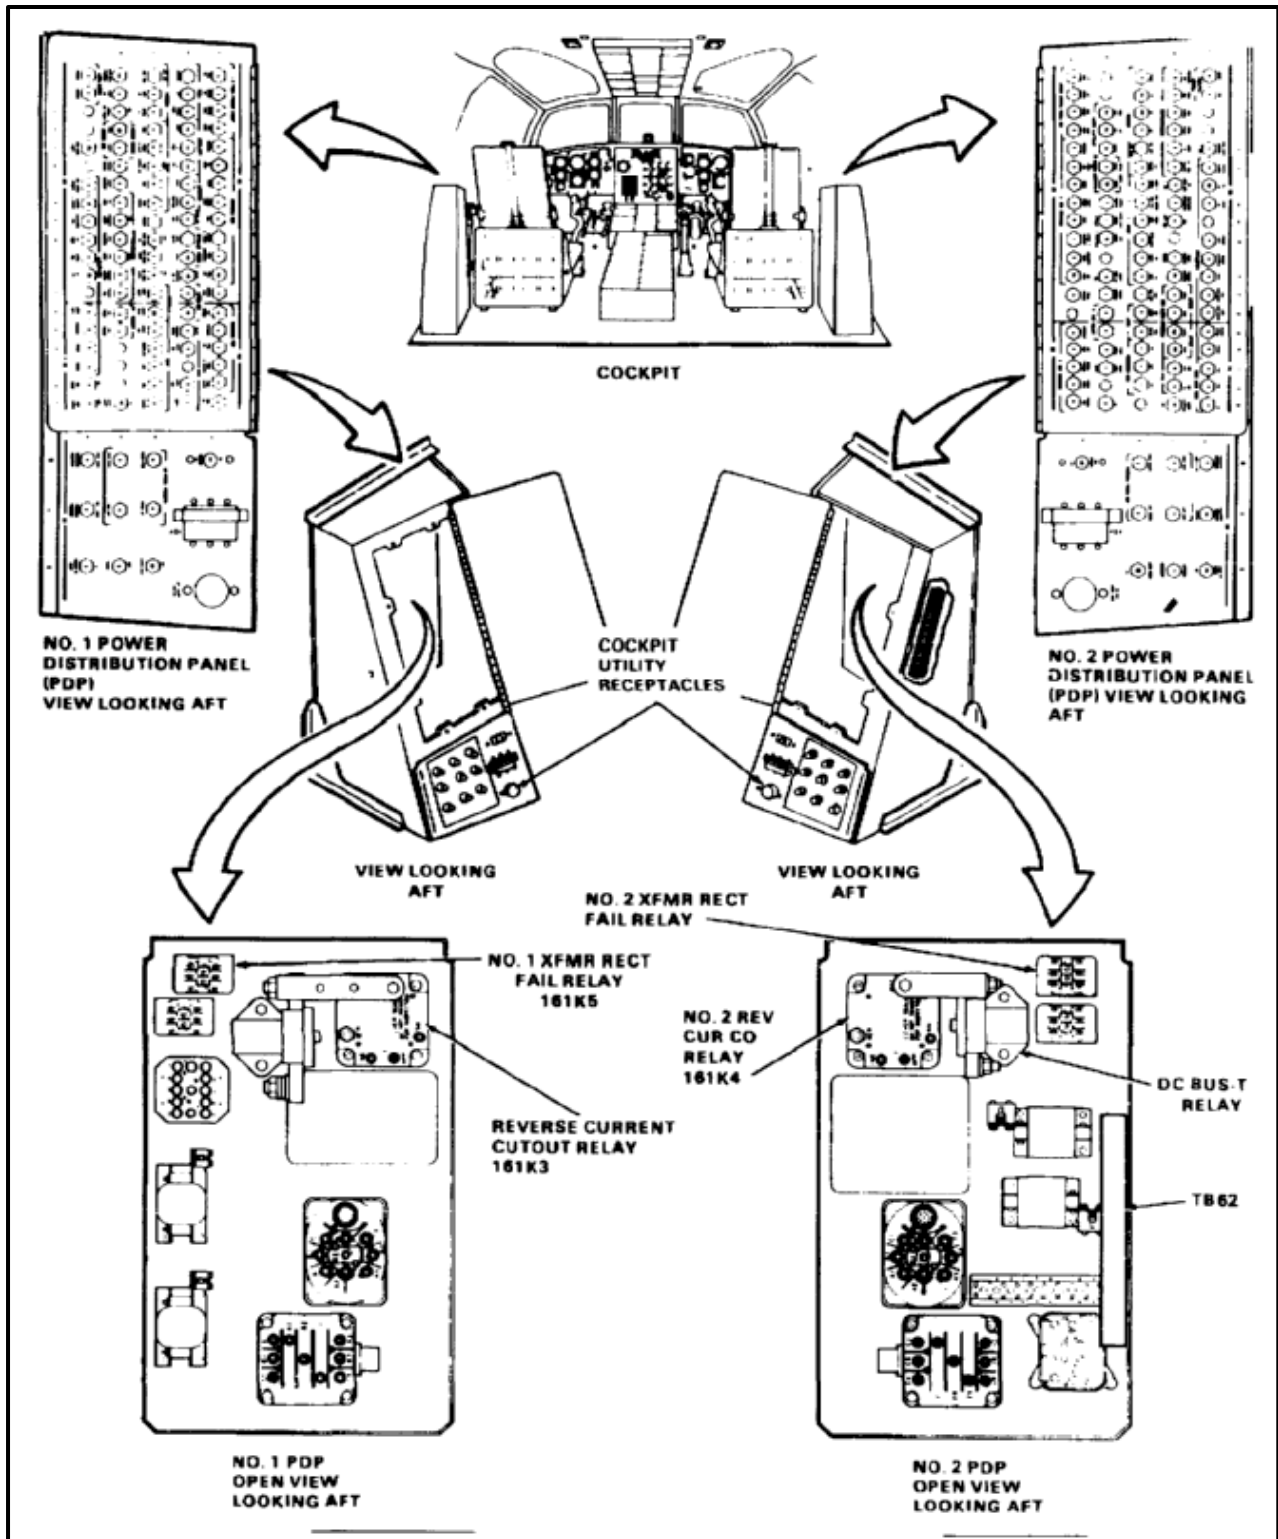 COCKPIT
NO. 1 POWER
DISTRIBUTION PANEL
(PDP)
VIEW LOOKING AFT
COCKPIT
UTILITY
RECEPTACLES
NO. 2 POWER
DISTRIBUTION PANEL
(PDP) VIEW LOOKING
AFT
VIEW LOOKING
AFT
VIEW LOOKING
AFT
NO. 2 XFMR RECT
FAIL RELAY
NO. 1 XFMR RECT
FAIL RELAY
161K5
NO. 2 REV
CUR CO
RELAY
161K4
DC BUS-T
RELAY
REVERSE CURRENT
CUTOUT RELAY
161K3
TB62
NO. 1 PDP
OPEN VIEW
LOOKING AFT
NO. 2 PDP
OPEN VIEW
LOOKING AFT